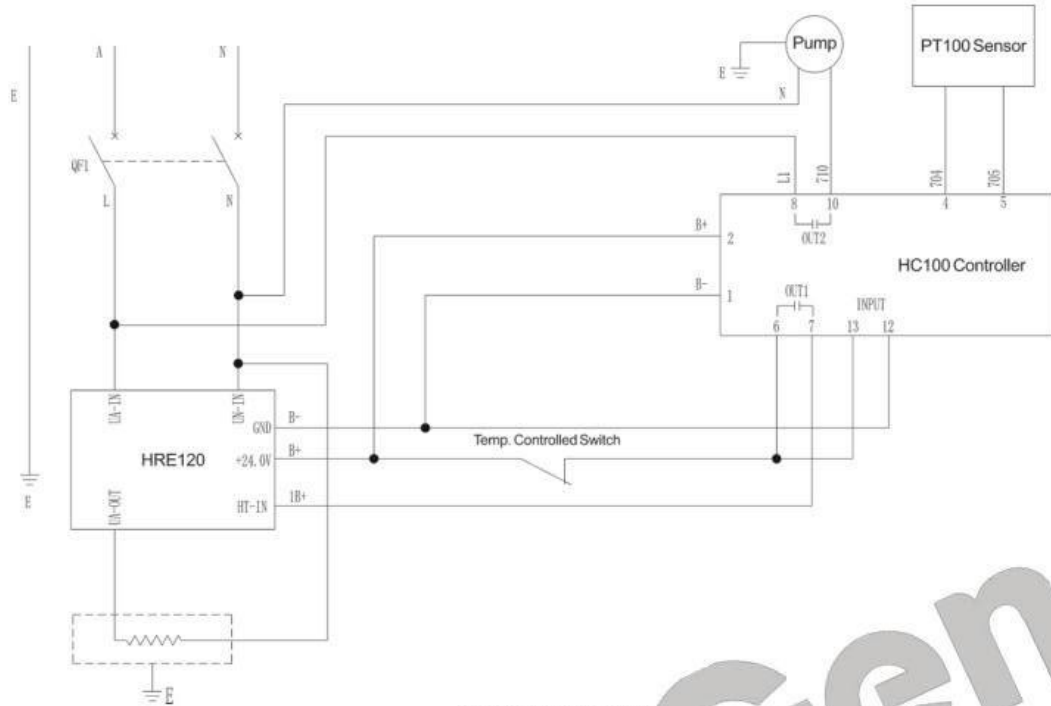 A
N
Pump
PT100 Sensor
E
E
N
QF1
L
N
L1
710
704
705
8
10
4
5
B+
2
OUT2
HC100 Controller
B-
1
OUT1
INPUT
6
7
13
12
UA-IN
UN-IN
GND
B-
Temp. Controlled Switch
HRE120
+24.0V
B+
E
UA-OUT
HT-IN
1B+
E
Gen